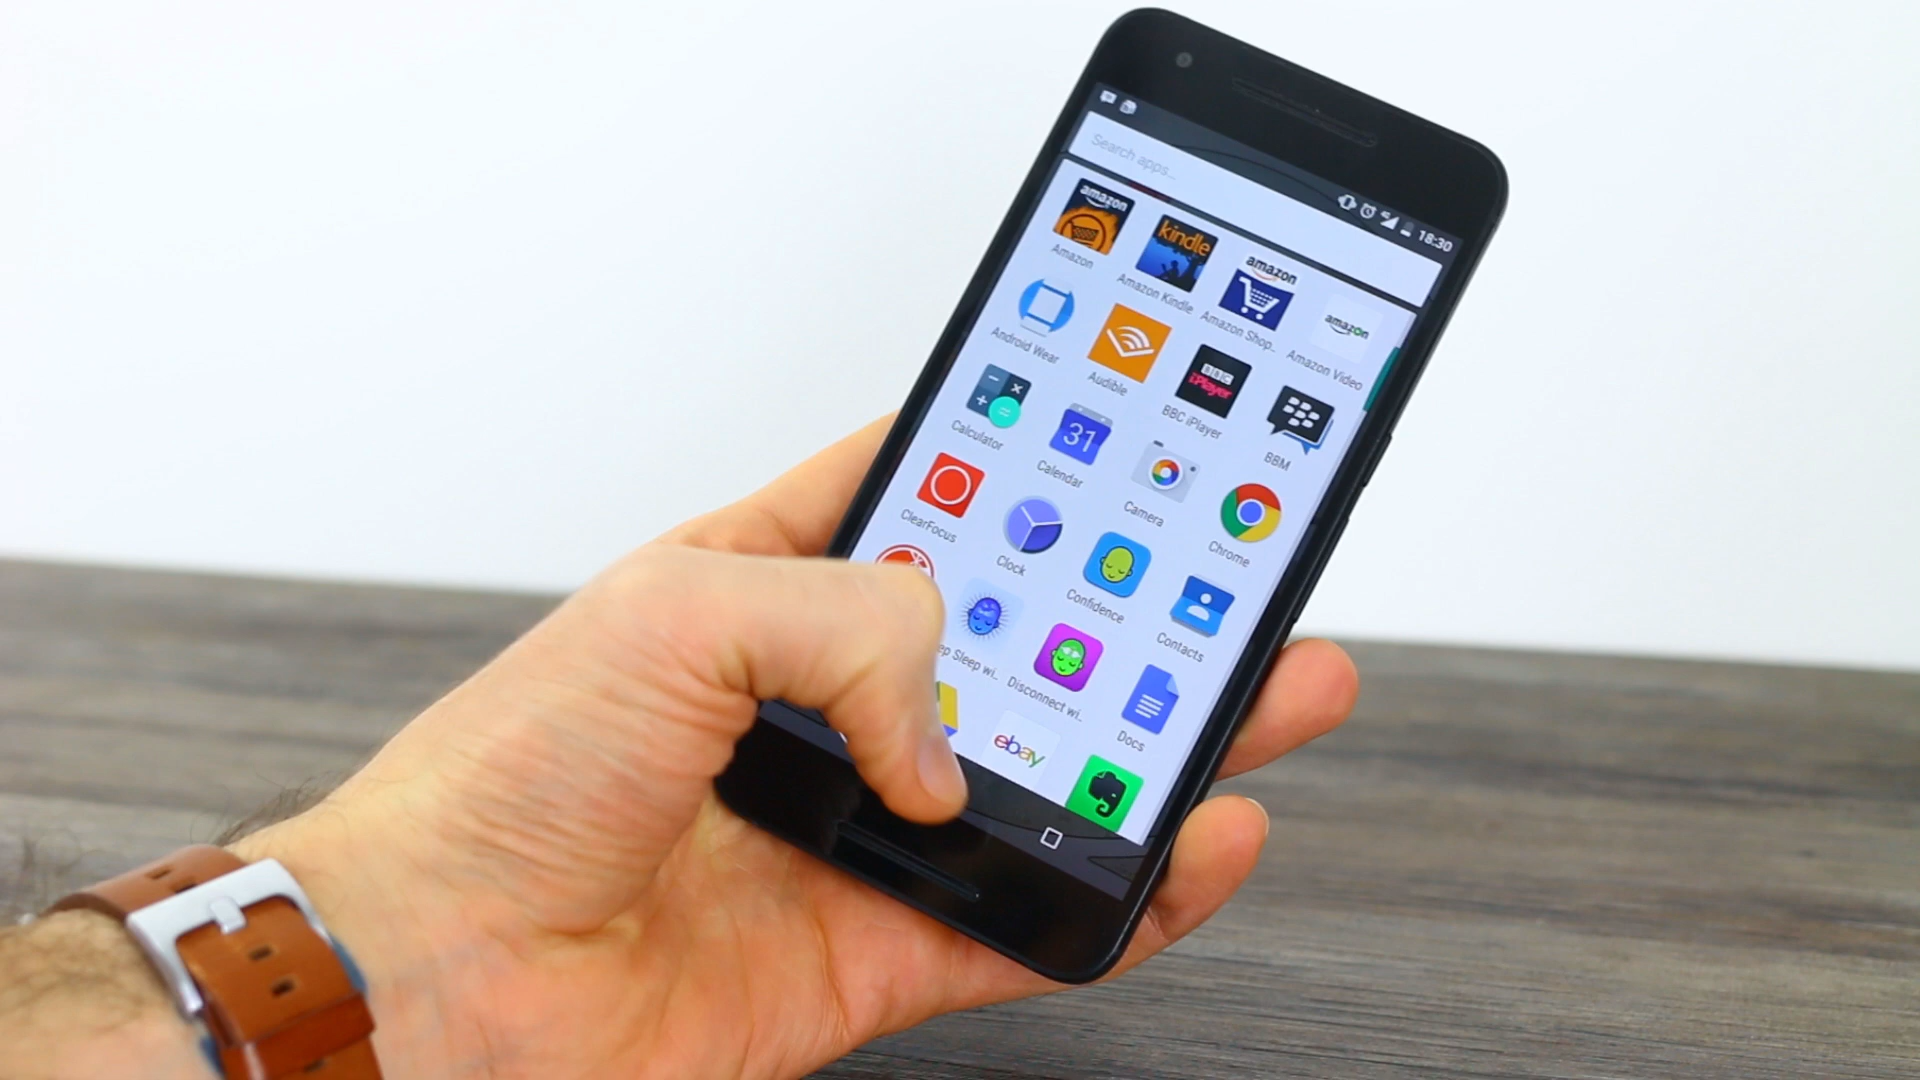 18:30
Search apps...
amazon
Amazon
kindle
Amazon Kindle
amazon
Amazon Shop..
amazon
Amazon Video
Android Wear
Audible
BBC
iPlayer
BBC iPlayer
BBM
Calculator
31
Calendar
Camera
Chrome
ClearFocus
Clock
Confidence
Contacts
ep Sleep wi..
Disconnect wi..
Docs
ebay